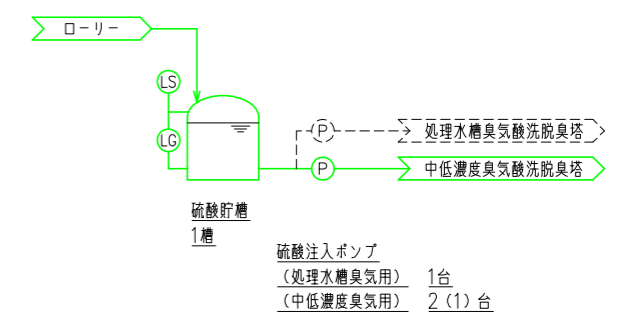 ローリー
LS
P
処理水槽臭気酸洗脱臭塔
LG
P
中低濃度臭気酸洗脱臭塔
硫酸貯槽
1槽
硫酸注入ポンプ
（処理水槽臭気用） 1台
（中低濃度臭気用） 2（1）台